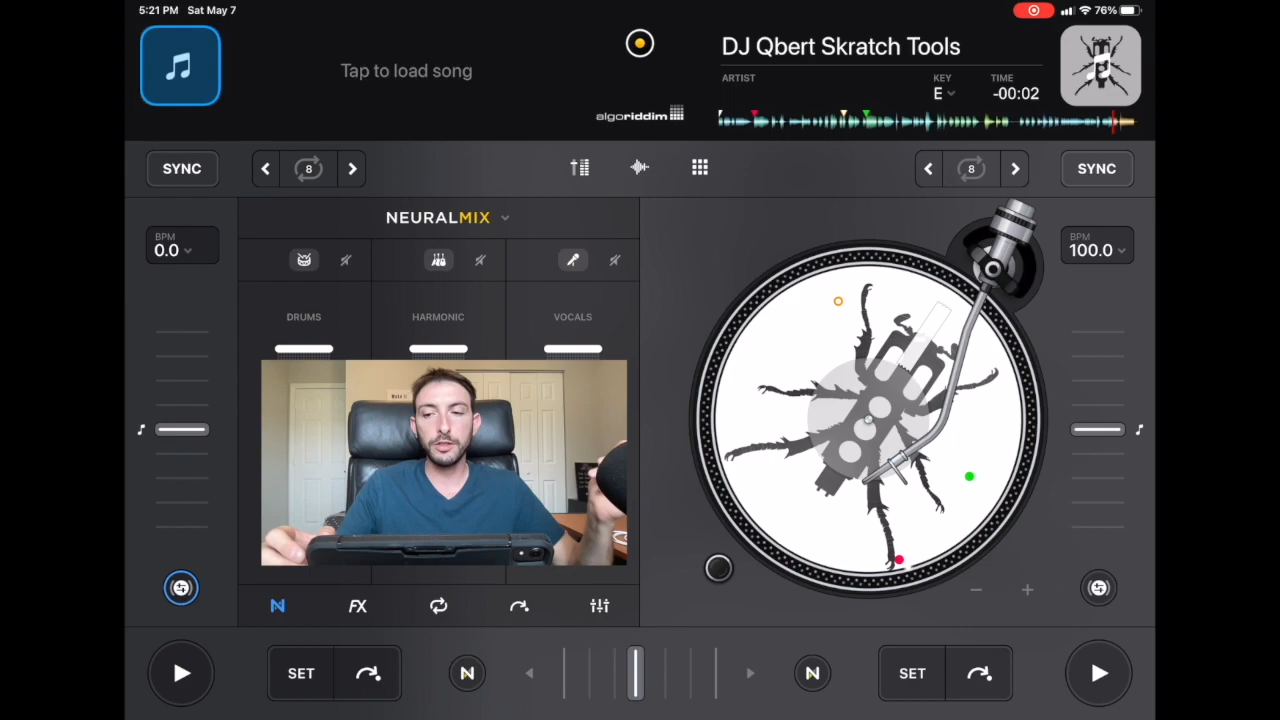 5:21 PM Sat May 7
76%
Tap to load song
algoriddim
DJ Qbert Skratch Tools
ARTIST
KEY
E
TIME
-00:02
SYNC
8
8
SYNC
BPM
0.0
NEURALMIX
BPM
100.0
DRUMS
HARMONIC
VOCALS
N
FX
SET
N
N
SET